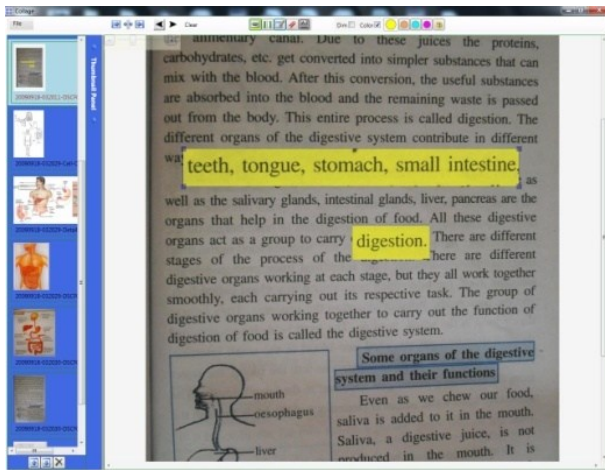 Collage
File
Clear
Dim
Color
Thumbnail Panel
alimentary canal. Due to these juices the proteins,
carbohydrates, etc. get converted into simpler substances that can
mix with the blood. After this conversion, the useful substances
are absorbed into the blood and the remaining waste is passed
out from the body. This entire process is called digestion. The
different organs of the digestive system contribute in different
teeth, tongue, stomach, small intestine,
as
well as the salivary glands, intestinal glands, liver, pancreas are the
organs that help in the digestion of food. All these digestive
organs act as a group to carry digestion. There are different
stages of the process of the There are different
digestive organs working at each stage, but they all work together
smoothly, each carrying out its respective task. The group of
digestive organs working together to carry out the function of
digestion of food is called the digestive system.
mouth
oesophagus
liver
Some organs of the digestive
system and their functions
Even as we chew our food,
saliva is added to it in the mouth.
Saliva, a digestive juice, is not
produced in the mouth. It is